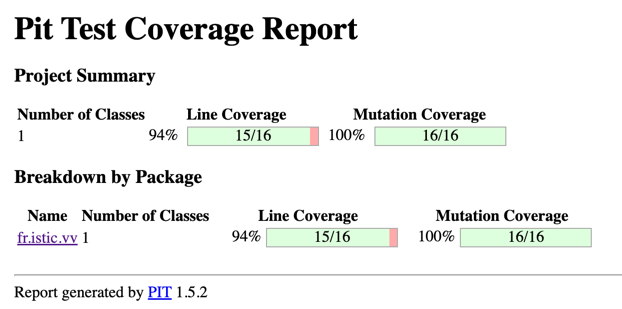 Pit Test Coverage Report
Project Summary
Number of Classes Line Coverage Mutation Coverage
1 94% 15/16 100% 16/16
Breakdown by Package
Name Number of Classes Line Coverage Mutation Coverage
fr.istic.vv 1 94% 15/16 100% 16/16
Report generated by PIT 1.5.2